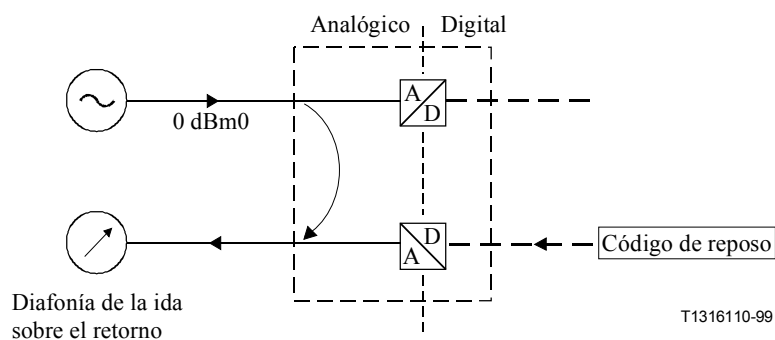 Analógico Digital
A
D
0 dBm0
D
A
Código de reposo
Diafonía de la ida
sobre el retorno
T1316110-99